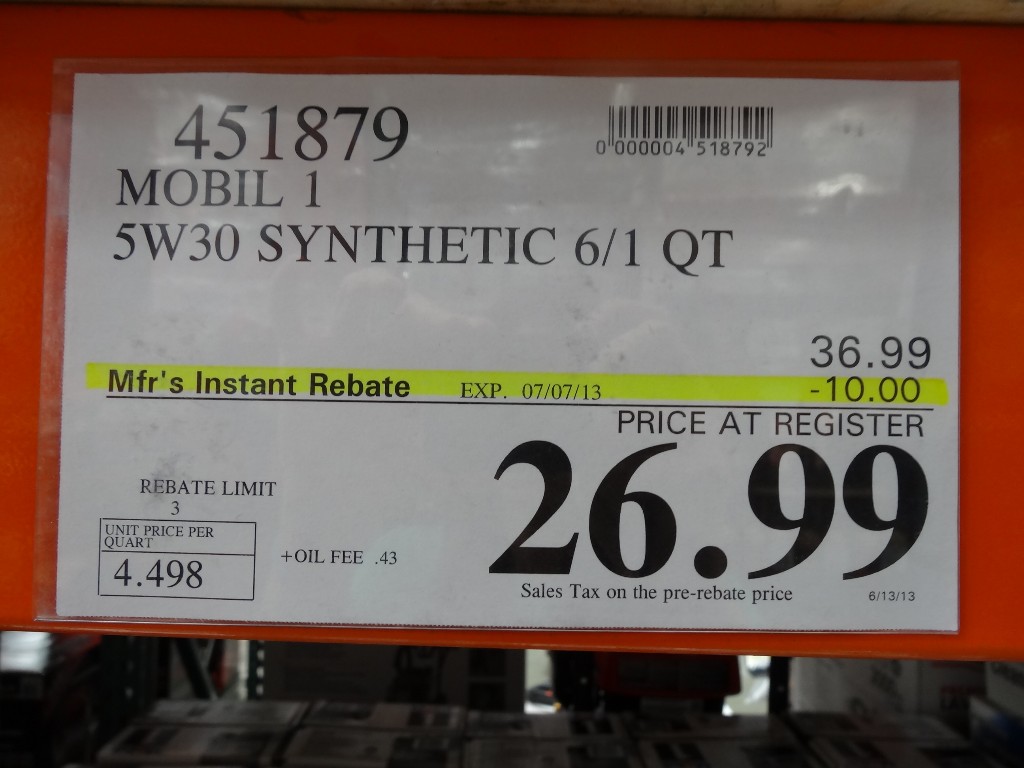 451879
0 000004 518792
MOBIL 1
5W30 SYNTHETIC 6/1 QT
36.99
Mfr's Instant Rebate EXP. 07/07/13 -10.00
PRICE AT REGISTER
26.99
REBATE LIMIT
3
UNIT PRICE PER
QUART
4.498
+OIL FEE .43
Sales Tax on the pre-rebate price
6/13/13